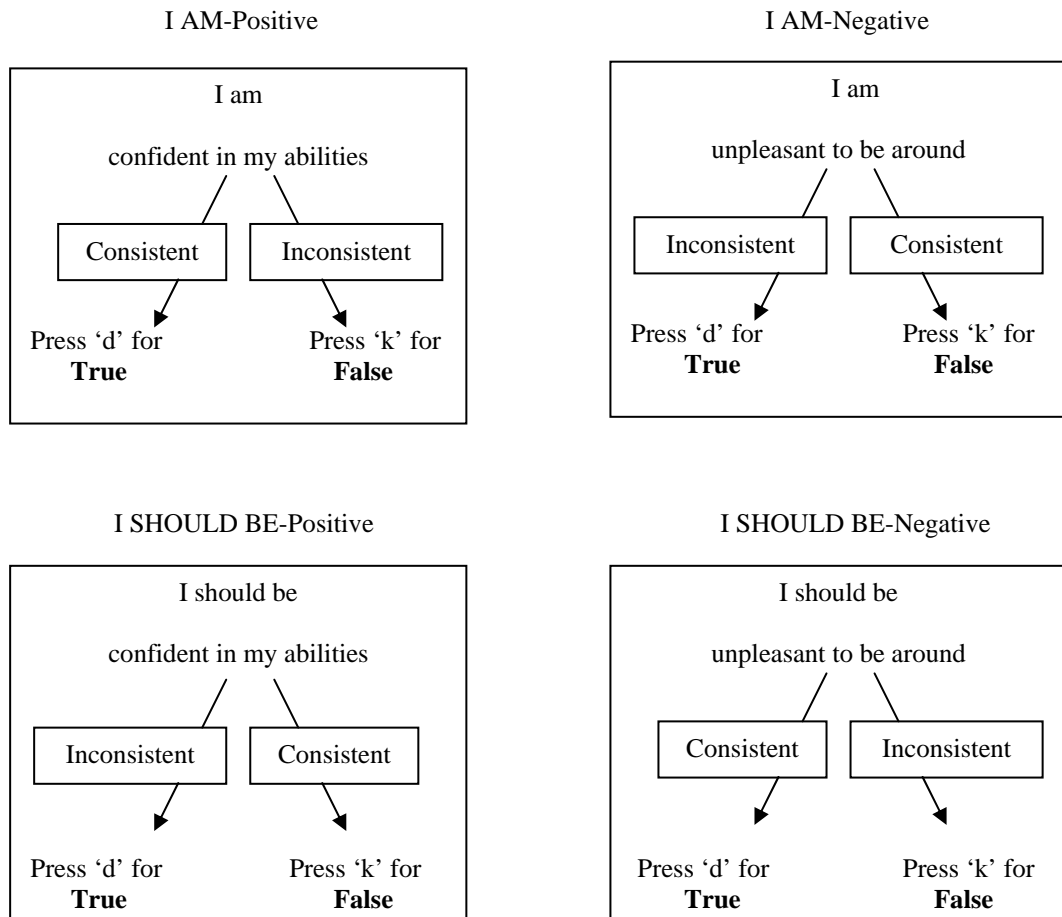 I AM-Positive
I am
confident in my abilities
Consistent
Inconsistent
Press ‘d’ for
True
Press ‘k’ for
False
I AM-Negative
I am
unpleasant to be around
Inconsistent
Consistent
Press ‘d’ for
True
Press ‘k’ for
False
I SHOULD BE-Positive
I should be
confident in my abilities
Inconsistent
Consistent
Press ‘d’ for
True
Press ‘k’ for
False
I SHOULD BE-Negative
I should be
unpleasant to be around
Consistent
Inconsistent
Press ‘d’ for
True
Press ‘k’ for
False